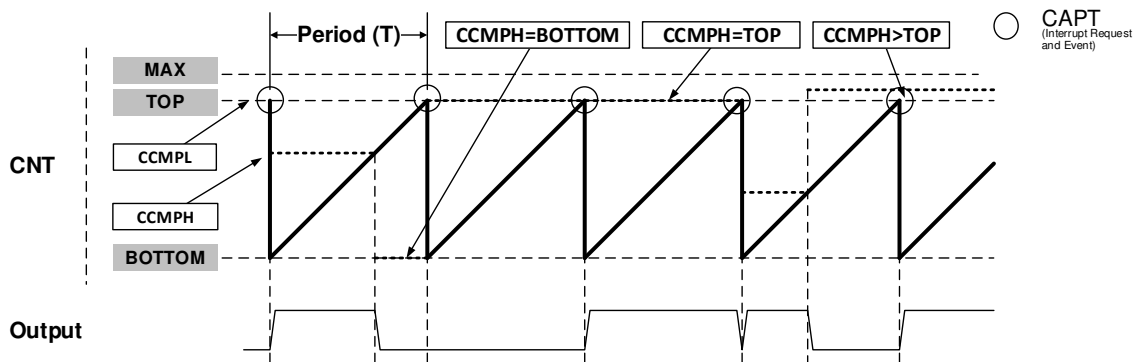 Period (T)
CCMPH=BOTTOM
CCMPH=TOP
CCMPH>TOP
CAPT
(Interrupt Request
and Event)
MAX
TOP
CCMPL
CNT
CCMPH
BOTTOM
Output